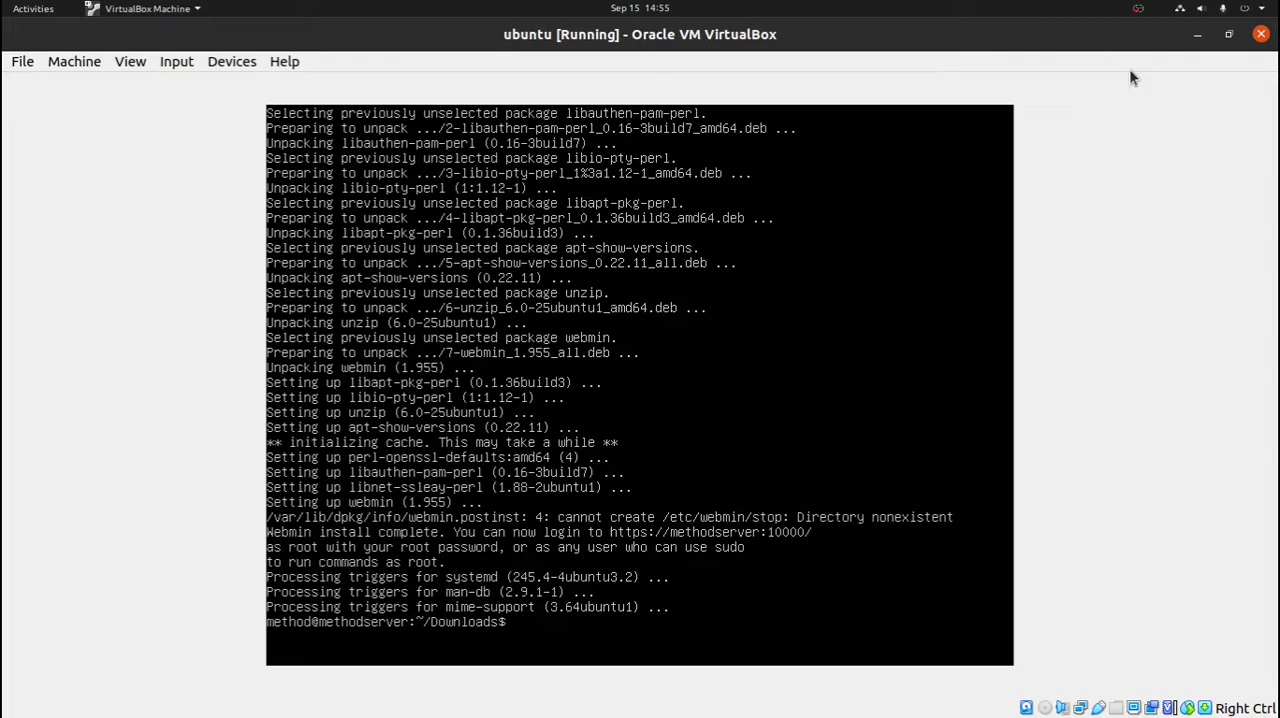 Activities
VirtualBox Machine
Sep 15 14:55
ubuntu [Running] - Oracle VM VirtualBox
File Machine View Input Devices Help
Selecting previously unselected package libauthen-pam-perl.
Preparing to unpack .../2-libauthen-pam-perl_0.16-3build7_amd64.deb ...
Unpacking libauthen-pam-perl (0.16-3build7) ...
Selecting previously unselected package libio-pty-perl.
Preparing to unpack .../3-libio-pty-perl_1%3a1.12-1_amd64.deb ...
Unpacking libio-pty-perl (1:1.12-1) ...
Selecting previously unselected package libapt-pkg-perl.
Preparing to unpack .../4-libapt-pkg-perl_0.1.36build3_amd64.deb ...
Unpacking libapt-pkg-perl (0.1.36build3) ...
Selecting previously unselected package apt-show-versions.
Preparing to unpack .../5-apt-show-versions_0.22.11_all.deb ...
Unpacking apt-show-versions (0.22.11) ...
Selecting previously unselected package unzip.
Preparing to unpack .../6-unzip_6.0-25ubuntu1_amd64.deb ...
Unpacking unzip (6.0-25ubuntu1) ...
Selecting previously unselected package webmin.
Preparing to unpack .../7-webmin_1.955_all.deb ...
Unpacking webmin (1.955) ...
Setting up libapt-pkg-perl (0.1.36build3) ...
Setting up libio-pty-perl (1:1.12-1) ...
Setting up unzip (6.0-25ubuntu1) ...
Setting up apt-show-versions (0.22.11) ...
** initializing cache. This may take a while **
Setting up perl-openssl-defaults:amd64 (4) ...
Setting up libauthen-pam-perl (0.16-3build7) ...
Setting up libnet-ssleay-perl (1.88-2ubuntu1) ...
Setting up webmin (1.955) ...
/var/lib/dpkg/info/webmin.postinst: 4: cannot create /etc/webmin/stop: Directory nonexistent
Webmin install complete. You can now login to https://methodserver:10000/
as root with your root password, or as any user who can use sudo
to run commands as root.
Processing triggers for systemd (245.4-4ubuntu3.2) ...
Processing triggers for man-db (2.9.1-1) ...
Processing triggers for mime-support (3.64ubuntu1) ...
method@methodserver:~/Downloads$
Right Ctrl